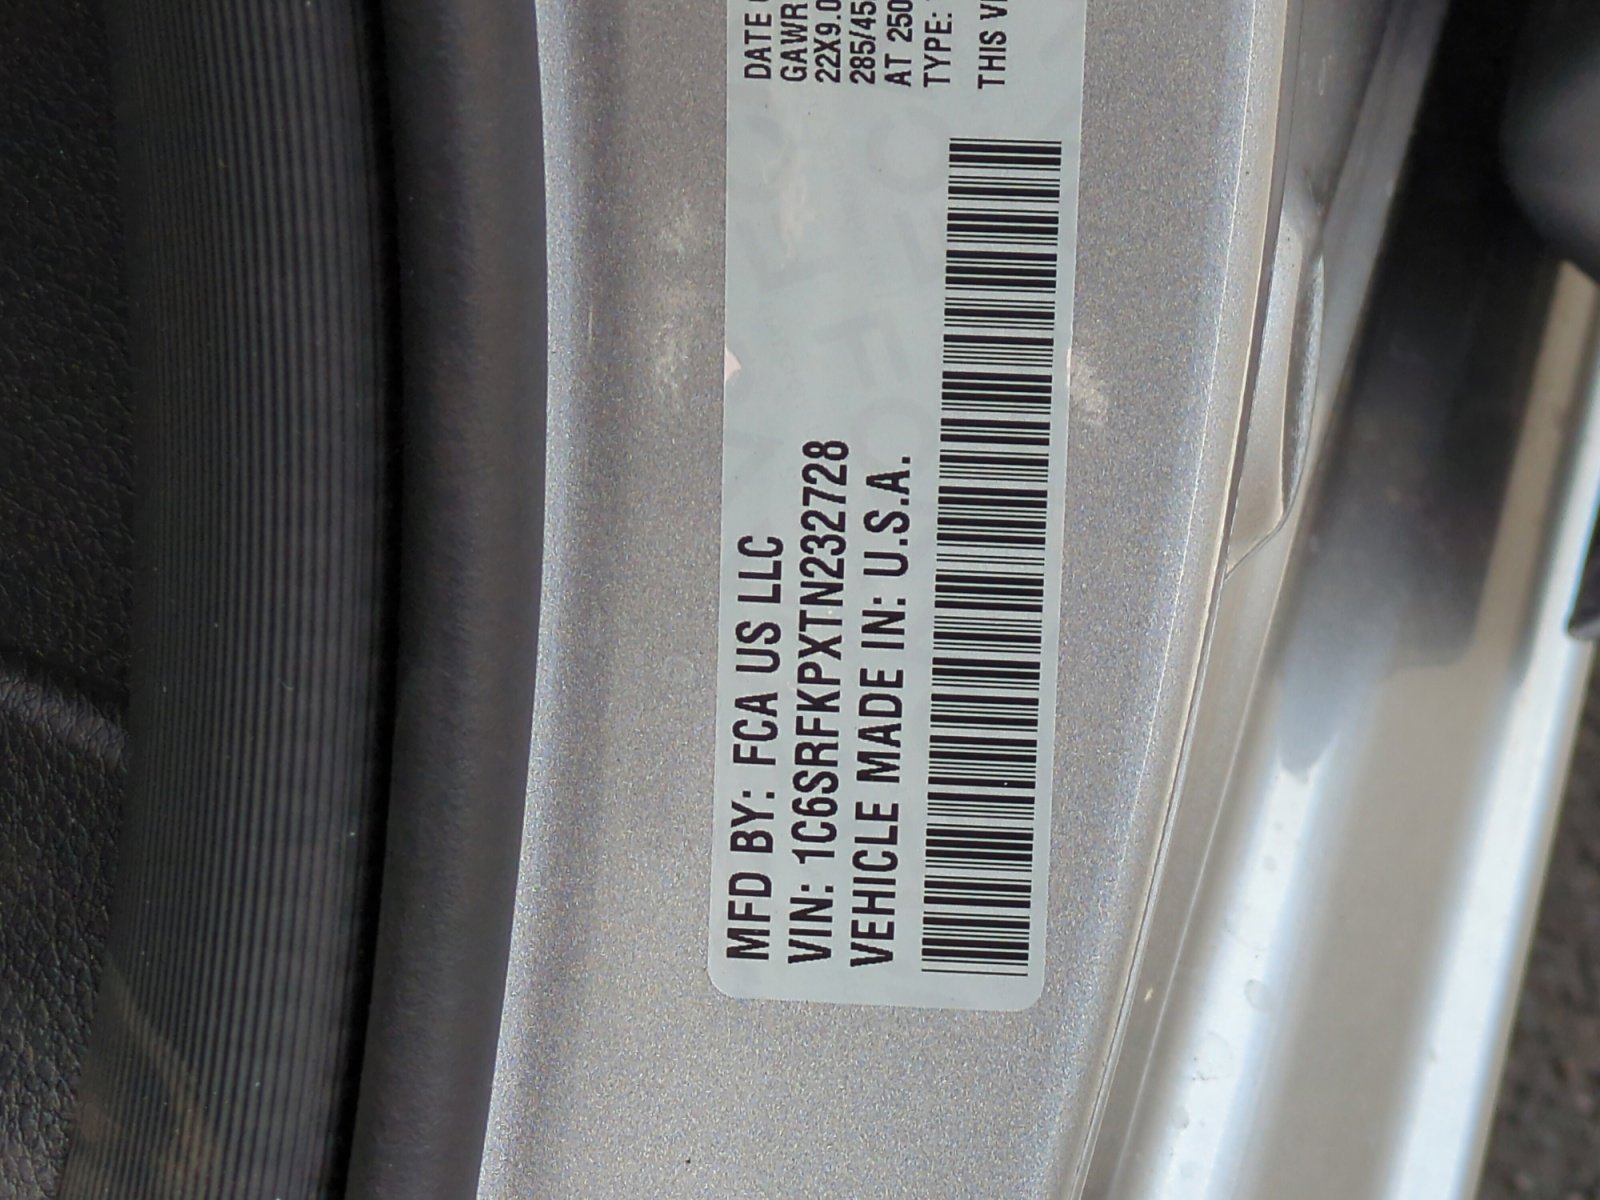 MFD BY: FCA US LLC
VIN: 1C6SRFKPXTN232728
VEHICLE MADE IN: U.S.A.
DATE
GAWR
22X9.0
285/45
AT 250
TYPE:
THIS